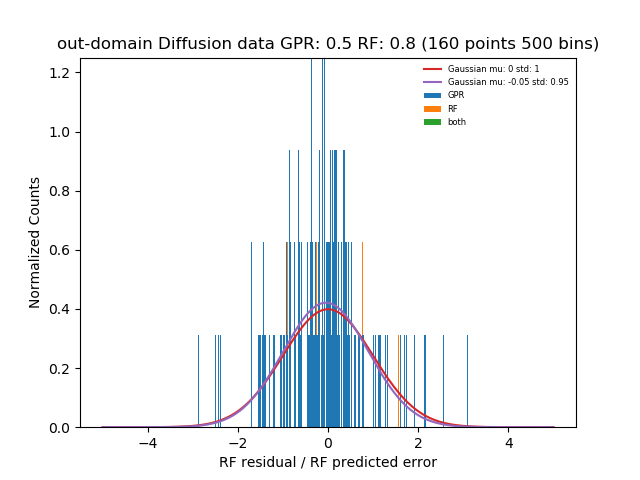 out-domain Diffusion data GPR: 0.5 RF: 0.8 (160 points 500 bins)
Gaussian mu: 0 std: 1
Gaussian mu: -0.05 std: 0.95
GPR
RF
both
Normalized Counts
1.2
1.0
0.8
0.6
0.4
0.2
0.0
−4 −2 0 2 4
RF residual / RF predicted error